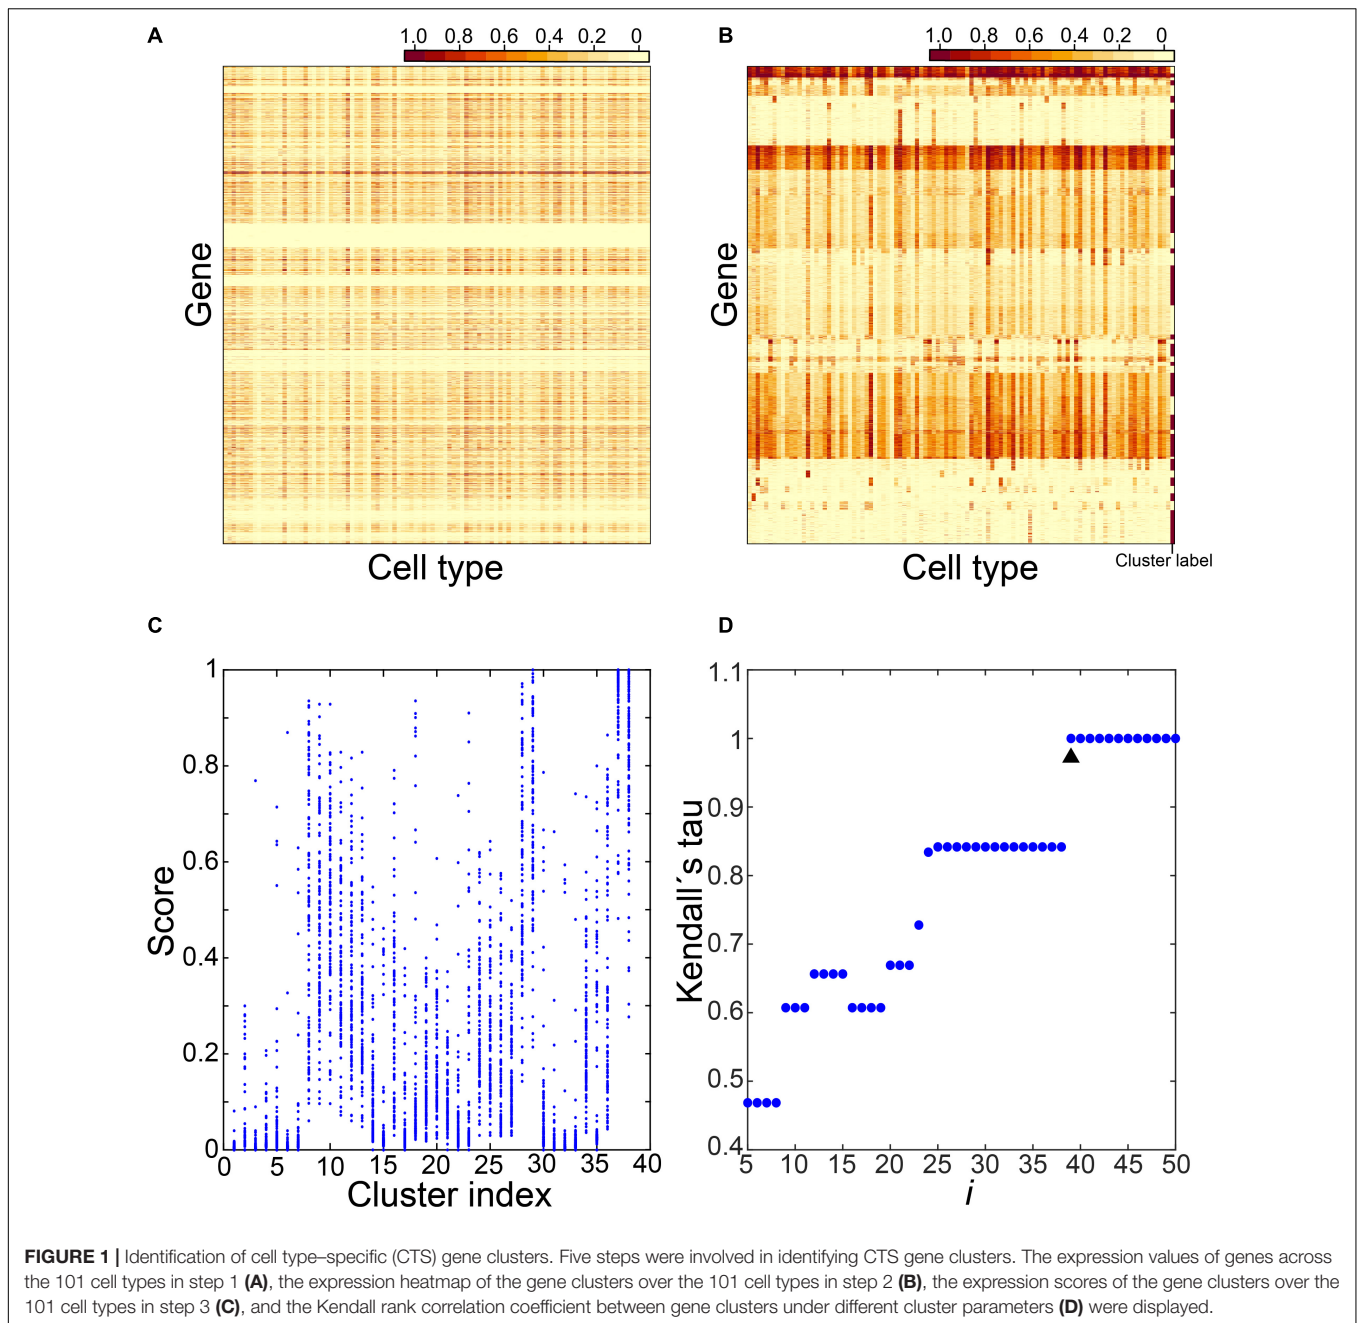 A
1.0 0.8 0.6 0.4 0.2 0
Gene
Cell type
B
1.0 0.8 0.6 0.4 0.2 0
Gene
Cell type
Cluster label
C
1
0.8
0.6
0.4
0.2
0
Score
0 5 10 15 20 25 30 35 40
Cluster index
D
1.1
1
0.9
0.8
0.7
0.6
0.5
0.4
Kendall´s tau
5 10 15 20 25 30 35 40 45 50
i
FIGURE 1 | Identification of cell type–specific (CTS) gene clusters. Five steps were involved in identifying CTS gene clusters. The expression values of genes across
the 101 cell types in step 1 (A), the expression heatmap of the gene clusters over the 101 cell types in step 2 (B), the expression scores of the gene clusters over the
101 cell types in step 3 (C), and the Kendall rank correlation coefficient between gene clusters under different cluster parameters (D) were displayed.